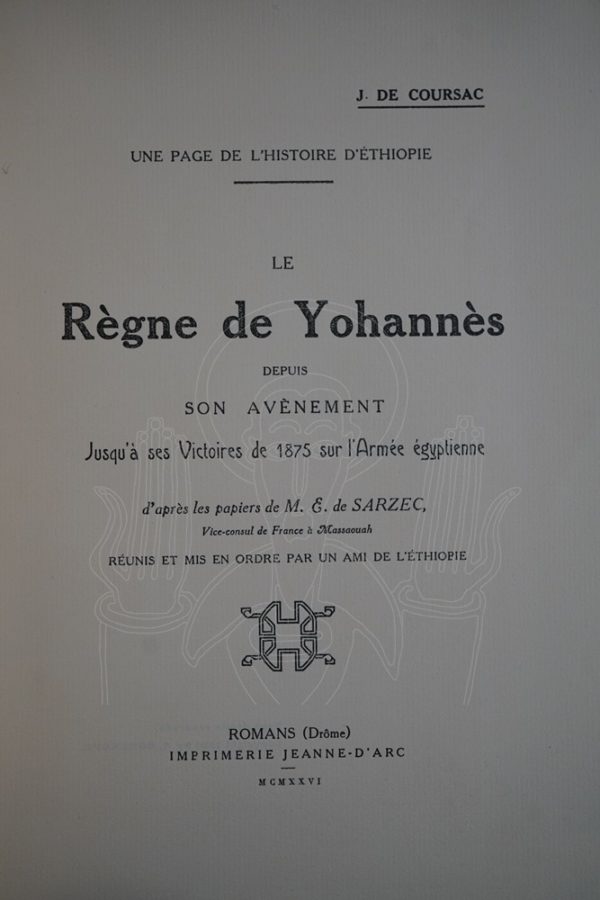 J. DE COURSAC
UNE PAGE DE L'HISTOIRE D'ÉTHIOPIE
LE
Règne de Yohannès
DEPUIS
SON AVÈNEMENT
Jusqu'à ses Victoires de 1875 sur l'Armée égyptienne
d'après les papiers de M. E. de SARZEC,
Vice-consul de France à Massaouah
RÉUNIS ET MIS EN ORDRE PAR UN AMI DE L'ÉTHIOPIE
ROMANS (Drôme)
IMPRIMERIE JEANNE-D'ARC
MCMXXVI